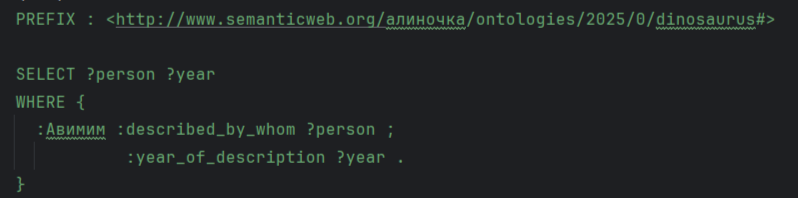 PREFIX : <http://www.semanticweb.org/алиночка/ontologies/2025/0/dinosaurus#>
SELECT ?person ?year
WHERE {
:Авимим :described_by_whom ?person ;
:year_of_description ?year .
}